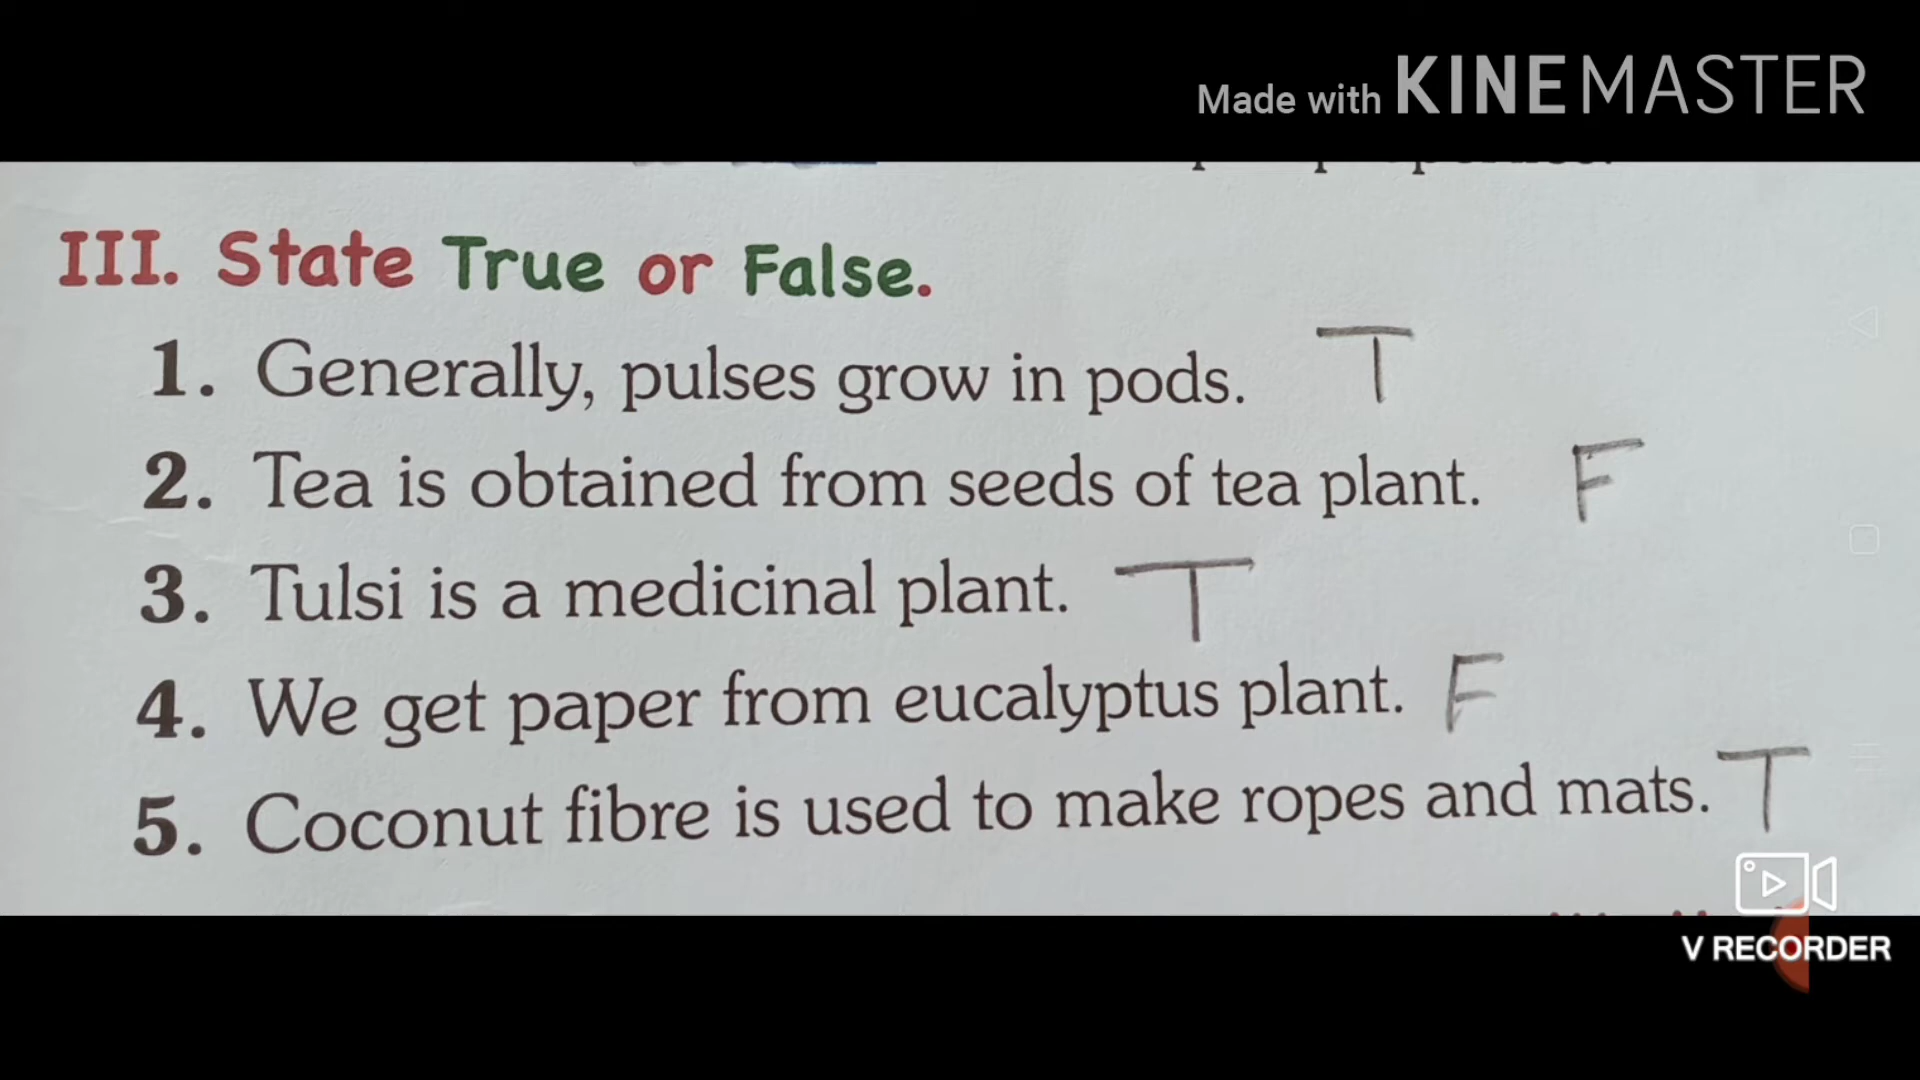 Made with KINEMASTER
III. State True or False.
1. Generally, pulses grow in pods. T
2. Tea is obtained from seeds of tea plant. F
3. Tulsi is a medicinal plant. T
4. We get paper from eucalyptus plant. F
5. Coconut fibre is used to make ropes and mats. T
V RECORDER